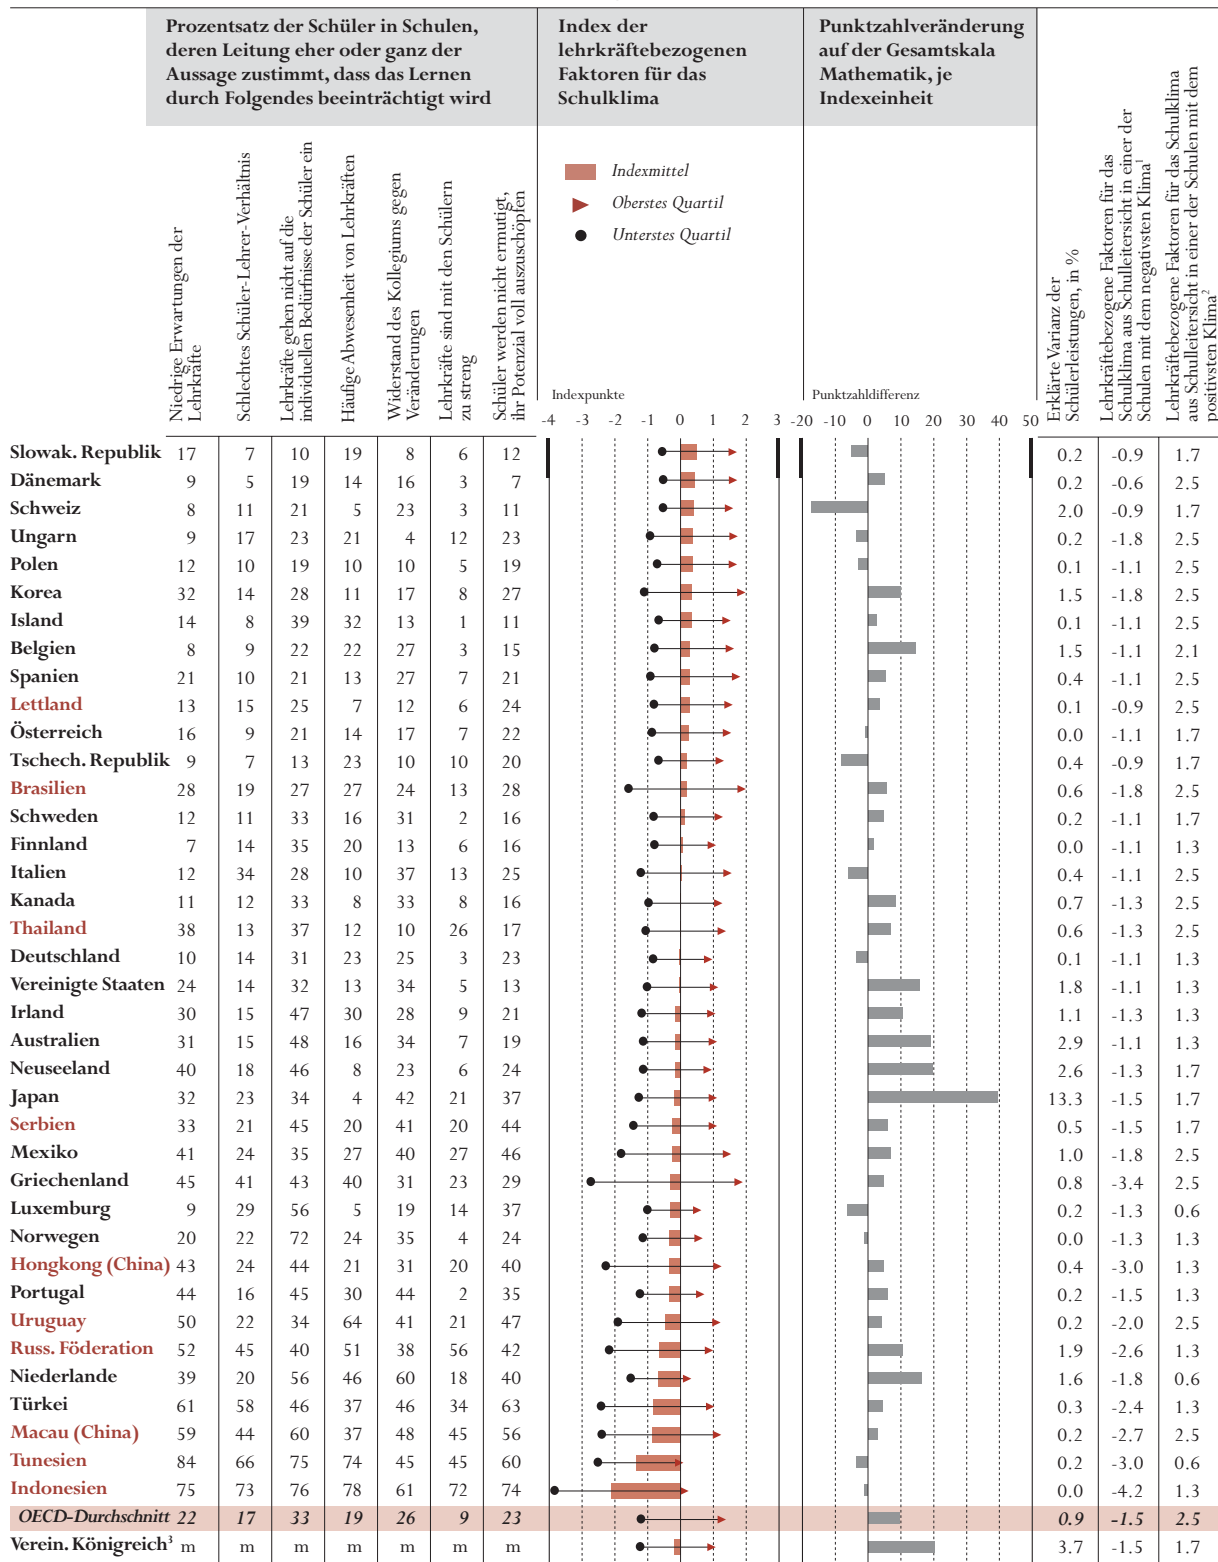 Prozentsatz der Schüler in Schulen,
deren Leitung eher oder ganz der
Aussage zustimmt, dass das Lernen
durch Folgendes beeinträchtigt wird
Index der
lehrkräftebezogenen
Faktoren für das
Schulklima
Punktzahlveränderung
auf der Gesamtskala
Mathematik, je
Indexeinheit
Niedrige Erwartungen der
Lehrkräfte
Schlechtes Schüler-Lehrer-Verhältnis
Lehrkräfte gehen nicht auf die
individuellen Bedürfnisse der Schüler ein
Häufige Abwesenheit von Lehrkräften
Widerstand des Kollegiums gegen
Veränderungen
Lehrkräfte sind mit den Schülern
zu streng
Schüler werden nicht ermutigt,
ihr Potenzial voll auszuschöpfen
Indexmittel
Oberstes Quartil
Unterstes Quartil
Erklärte Varianz der
Schülerleistungen, in %
Lehrkräftebezogene Faktoren für das
Schulklima aus Schulleitersicht in einer der
Schulen mit dem negativsten Klima¹
Lehrkräftebezogene Faktoren für das Schulklima
aus Schulleitersicht in einer der Schulen mit dem
positivsten Klima²
Indexpunkte
Punktzahldifferenz
-4 -3 -2 -1 0 1 2 3 -20 -10 0 10 20 30 40 50
Slowak. Republik 17 7 10 19 8 6 12 0.2 -0.9 1.7
Dänemark 9 5 19 14 16 3 7 0.2 -0.6 2.5
Schweiz 8 11 21 5 23 3 11 2.0 -0.9 1.7
Ungarn 9 17 23 21 4 12 23 0.2 -1.8 2.5
Polen 12 10 19 10 10 5 19 0.1 -1.1 2.5
Korea 32 14 28 11 17 8 27 1.5 -1.8 2.5
Island 14 8 39 32 13 1 11 0.1 -1.1 2.5
Belgien 8 9 22 22 27 3 15 1.5 -1.1 2.1
Spanien 21 10 21 13 27 7 21 0.4 -1.1 2.5
Lettland 13 15 25 7 12 6 24 0.1 -0.9 2.5
Österreich 16 9 21 14 17 7 22 0.0 -1.1 1.7
Tschech. Republik 9 7 13 23 10 10 20 0.4 -0.9 1.7
Brasilien 28 19 27 27 24 13 28 0.6 -1.8 2.5
Schweden 12 11 33 16 31 2 16 0.2 -1.1 1.7
Finnland 7 14 35 20 13 6 16 0.0 -1.1 1.3
Italien 12 34 28 10 37 13 25 0.4 -1.1 2.5
Kanada 11 12 33 8 33 8 16 0.7 -1.3 2.5
Thailand 38 13 37 12 10 26 17 0.6 -1.3 2.5
Deutschland 10 14 31 23 25 3 23 0.1 -1.1 1.3
Vereinigte Staaten 24 14 32 13 34 5 13 1.8 -1.1 1.3
Irland 30 15 47 30 28 9 21 1.1 -1.3 1.3
Australien 31 15 48 16 34 7 19 2.9 -1.1 1.3
Neuseeland 40 18 46 8 23 6 24 2.6 -1.3 1.7
Japan 32 23 34 4 42 21 37 13.3 -1.5 1.7
Serbien 33 21 45 20 41 20 44 0.5 -1.5 1.7
Mexiko 41 24 35 27 40 27 46 1.0 -1.8 2.5
Griechenland 45 41 43 40 31 23 29 0.8 -3.4 2.5
Luxemburg 9 29 56 5 19 14 37 0.2 -1.3 0.6
Norwegen 20 22 72 24 35 4 24 0.0 -1.3 1.3
Hongkong (China) 43 24 44 21 31 20 40 0.4 -3.0 1.3
Portugal 44 16 45 30 44 2 35 0.2 -1.5 1.3
Uruguay 50 22 34 64 41 21 47 0.2 -2.0 2.5
Russ. Föderation 52 45 40 51 38 56 42 1.9 -2.6 1.3
Niederlande 39 20 56 46 60 18 40 1.6 -1.8 0.6
Türkei 61 58 46 37 46 34 63 0.3 -2.4 1.3
Macau (China) 59 44 60 37 48 45 56 0.2 -2.7 2.5
Tunesien 84 66 75 74 45 45 60 0.2 -3.0 0.6
Indonesien 75 73 76 78 61 72 74 0.0 -4.2 1.3
OECD-Durchschnitt 22 17 33 19 26 9 23 0.9 -1.5 2.5
Verein. Königreich³ m m m m m m m 3.7 -1.5 1.7